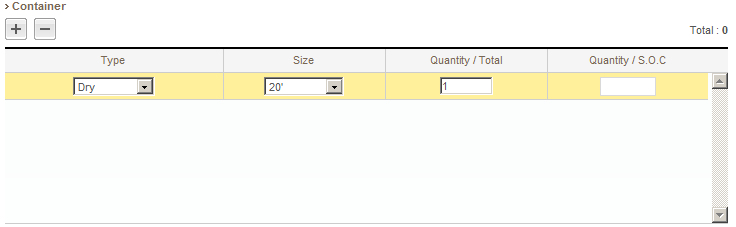 › Container
Total : 0
Type Size Quantity / Total Quantity / S.O.C
Dry 20' 1